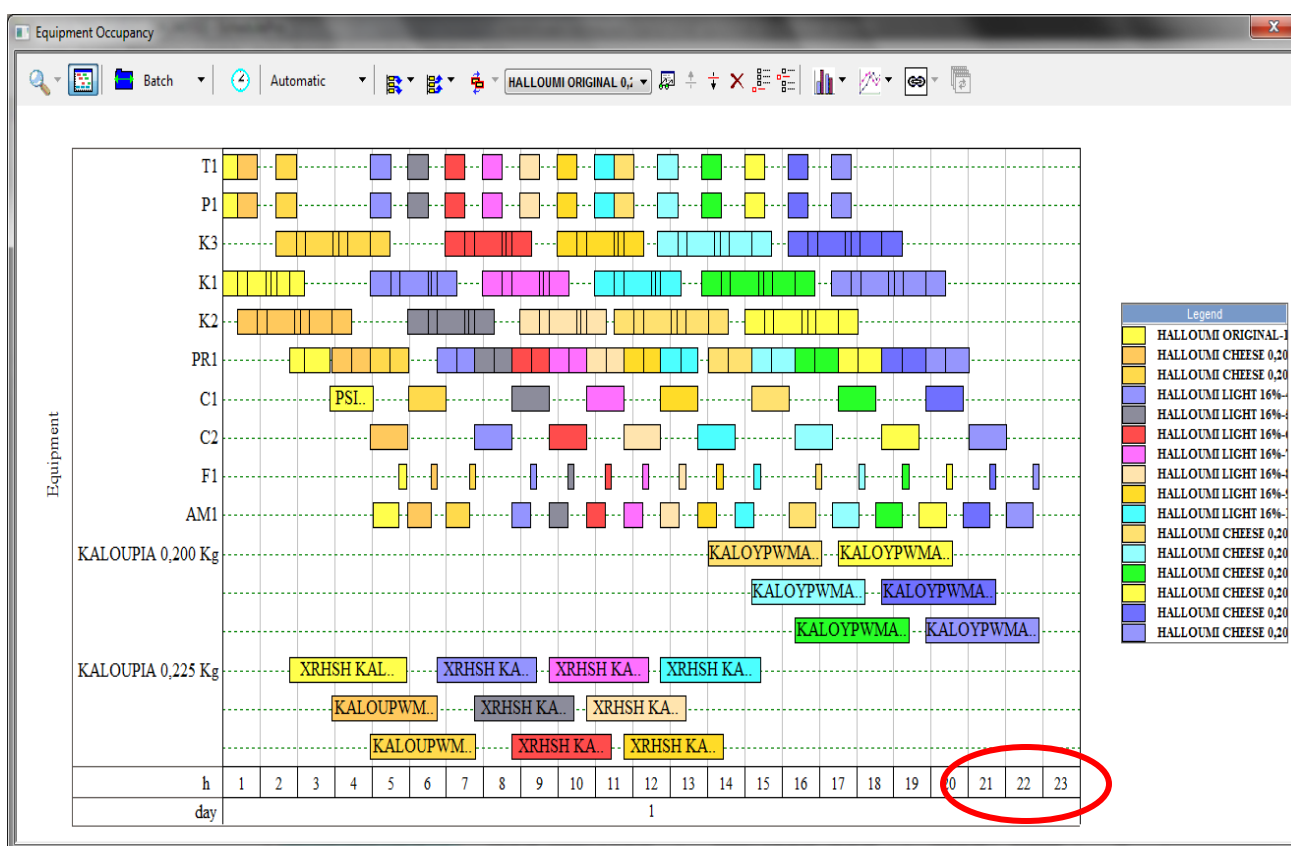 Equipment Occupancy
Batch
Automatic
HALLOUMI ORIGINAL 0,
T1
P1
K3
K1
K2
PR1
C1 PSI..
C2
F1
AM1
KALOUPIA 0,200 Kg KALOYPWMA.. KALOYPWMA..
KALOYPWMA.. KALOYPWMA..
KALOYPWMA.. KALOYPWMA..
KALOUPIA 0,225 Kg XRHSH KAL.. XRHSH KA.. XRHSH KA.. XRHSH KA..
KALOUPWM.. XRHSH KA.. XRHSH KA..
KALOUPWM.. XRHSH KA.. XRHSH KA..
Equipment
h 1 2 3 4 5 6 7 8 9 10 11 12 13 14 15 16 17 18 19 20 21 22 23
day 1
Legend
HALLOUMI ORIGINAL-1
HALLOUMI CHEESE 0,20
HALLOUMI CHEESE 0,20
HALLOUMI LIGHT 16%-
HALLOUMI LIGHT 16%-
HALLOUMI LIGHT 16%-
HALLOUMI LIGHT 16%-
HALLOUMI LIGHT 16%-
HALLOUMI LIGHT 16%-
HALLOUMI LIGHT 16%-
HALLOUMI CHEESE 0,20
HALLOUMI CHEESE 0,20
HALLOUMI CHEESE 0,20
HALLOUMI CHEESE 0,20
HALLOUMI CHEESE 0,20
HALLOUMI CHEESE 0,20